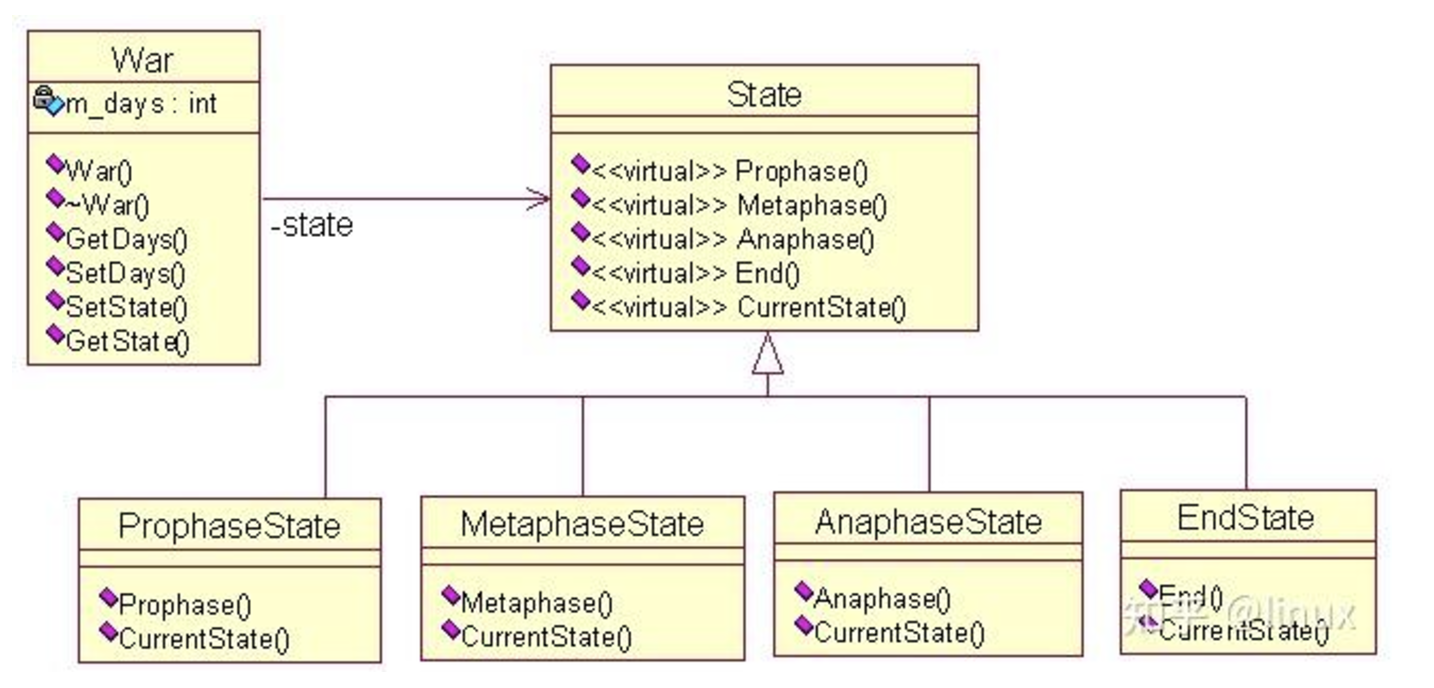 War
m_days : int
War()
~War()
GetDays()
SetDays()
SetState()
GetState()
-state
State
<<virtual>> Prophase()
<<virtual>> Metaphase()
<<virtual>> Anaphase()
<<virtual>> End()
<<virtual>> CurrentState()
ProphaseState
Prophase()
CurrentState()
MetaphaseState
Metaphase()
CurrentState()
AnaphaseState
Anaphase()
CurrentState()
EndState
End()
CurrentState()
知乎 @linux